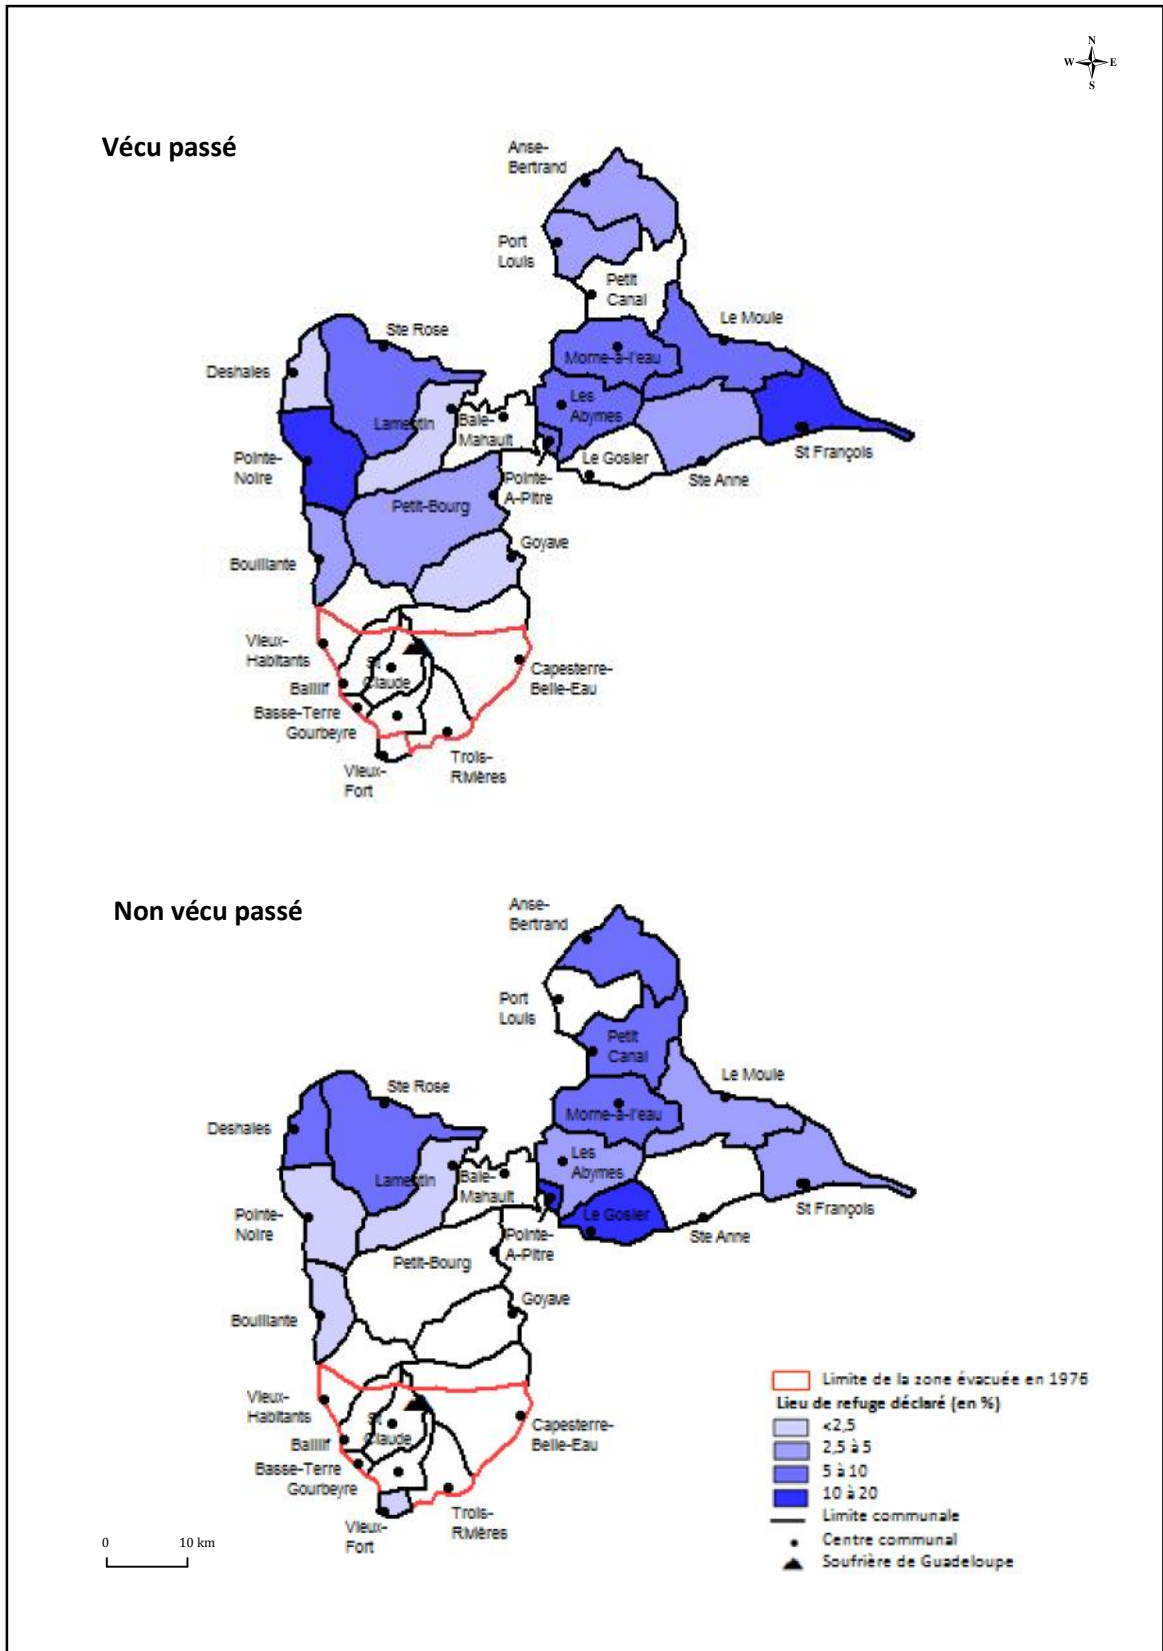 N
W E
S
Vécu passé
Anse-
Bertrand
Port
Louis
Petit
Canal
Le Moule
Ste Rose
Morne-à-l'eau
Deshaies
Les
Abymes
Lamentin
Baie-
Mahault
St François
Le Gosier
Pointe-
Noire
Ste Anne
Pointe-
A-Pitre
Petit-Bourg
Goyave
Bouillante
Vieux-
Habitants
St
Claude
Capesterre-
Belle-Eau
Baillif
Basse-Terre
Gourbeyre
Trois-
Rivières
Vieux-
Fort
Non vécu passé
Anse-
Bertrand
Port
Louis
Petit
Canal
Le Moule
Ste Rose
Morne-à-l'eau
Deshaies
Les
Abymes
Lamentin
Baie-
Mahault
St François
Le Gosier
Pointe-
Noire
Ste Anne
Pointe-
A-Pitre
Petit-Bourg
Goyave
Bouillante
Vieux-
Habitants
St
Claude
Capesterre-
Belle-Eau
Baillif
Basse-Terre
Gourbeyre
Trois-
Rivières
Vieux-
Fort
Limite de la zone évacuée en 1976
Lieu de refuge déclaré (en %)
<2,5
2,5 à 5
5 à 10
10 à 20
Limite communale
Centre communal
Soufrière de Guadeloupe
0 10 km